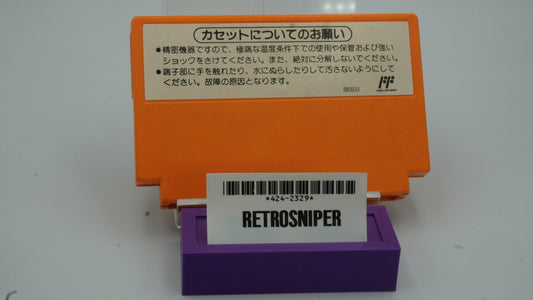 カセットについてのお願い
●精密機器ですので、極端な温度条件下での使用や保管および強い
ショックをさけてください。また、絶対に分解しないでください。
●端子部に手を触れたり、水にぬらしたりして汚さないようにして
ください。故障の原因となります。
880920
FF
*424-2329*
RETROSNIPER